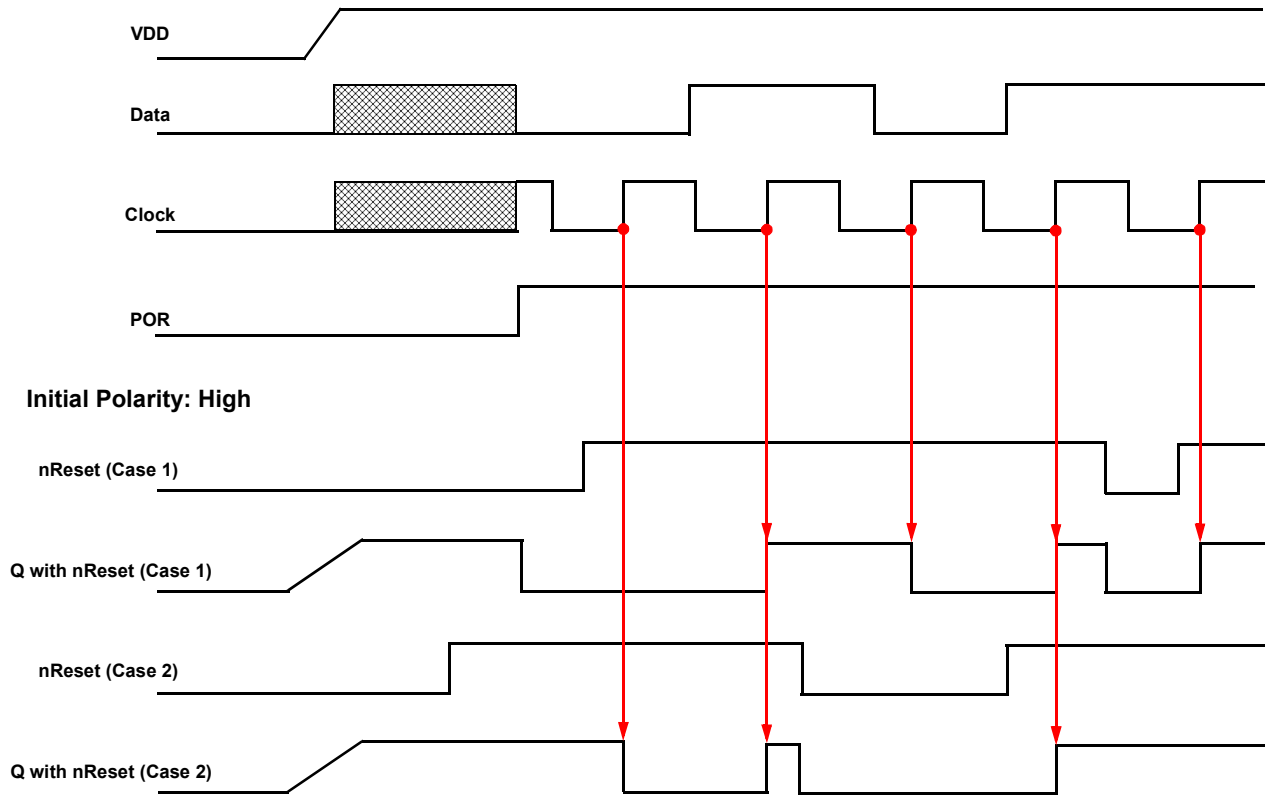 VDD
Data
Clock
POR
Initial Polarity: High
nReset (Case 1)
Q with nReset (Case 1)
nReset (Case 2)
Q with nReset (Case 2)